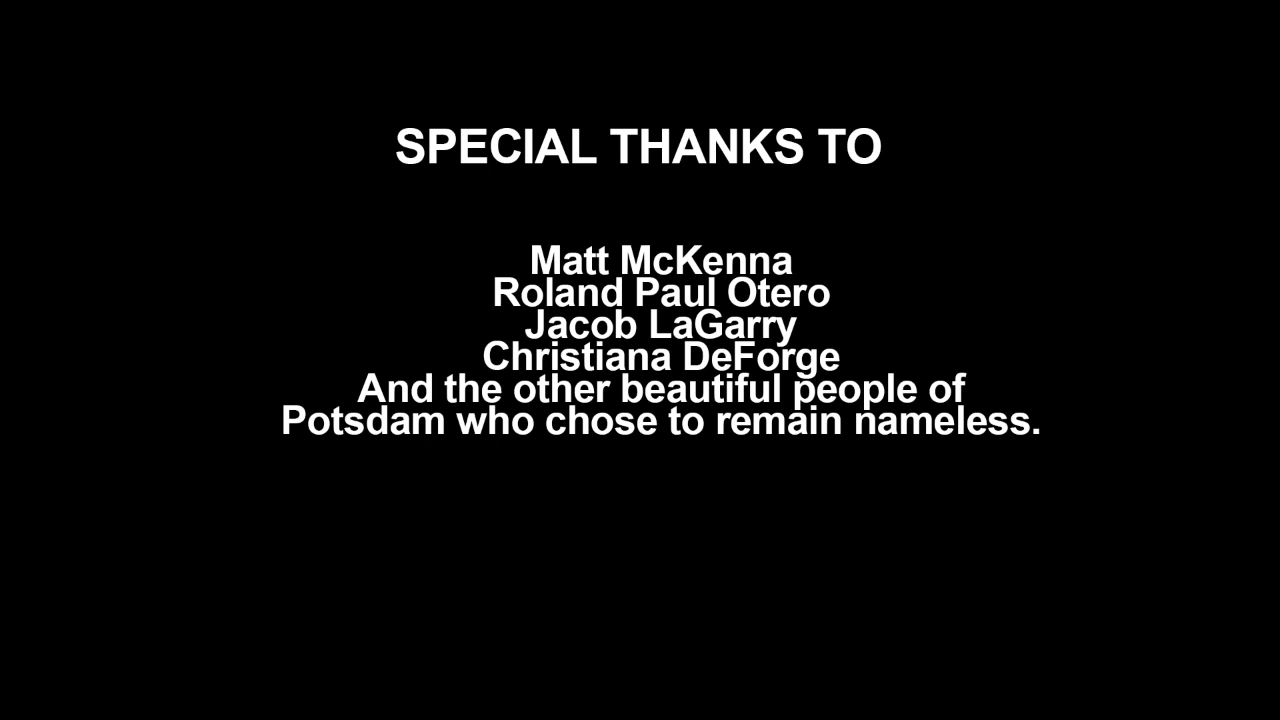 SPECIAL THANKS TO
Matt McKenna
Roland Paul Otero
Jacob LaGarry
Christiana DeForge
And the other beautiful people of
Potsdam who chose to remain nameless.